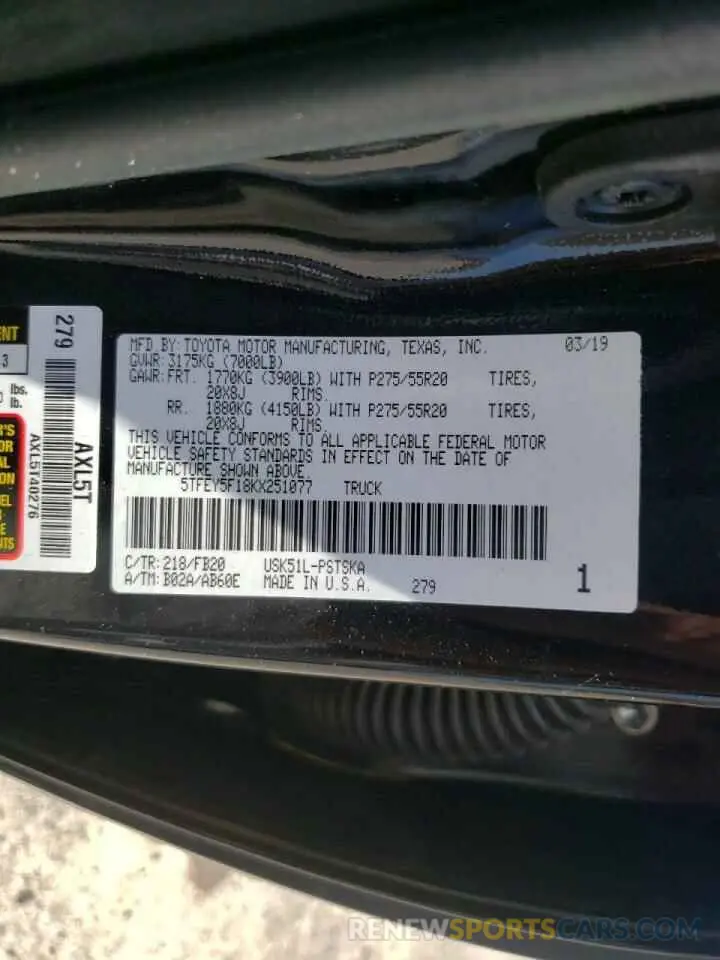 MFD BY: TOYOTA MOTOR MANUFACTURING, TEXAS, INC. 03/19
GVWR: 3175KG (7000LB)
GAWR: FRT. 1770KG (3900LB) WITH P275/55R20 TIRES,
20X8J RIMS.
RR. 1880KG (4150LB) WITH P275/55R20 TIRES,
20X8J RIMS.
THIS VEHICLE CONFORMS TO ALL APPLICABLE FEDERAL MOTOR
VEHICLE SAFETY STANDARDS IN EFFECT ON THE DATE OF
MANUFACTURE SHOWN ABOVE.
5TFEY5F18KX251077 TRUCK
C/TR: 218/FB20 USK51L-PSTSKA
A/TM: B02A/AB60E MADE IN U.S.A. 279 1
279
AXL5T
AXL5T40276
3
lbs.
lb.
RENEWSPORTSCARS.COM